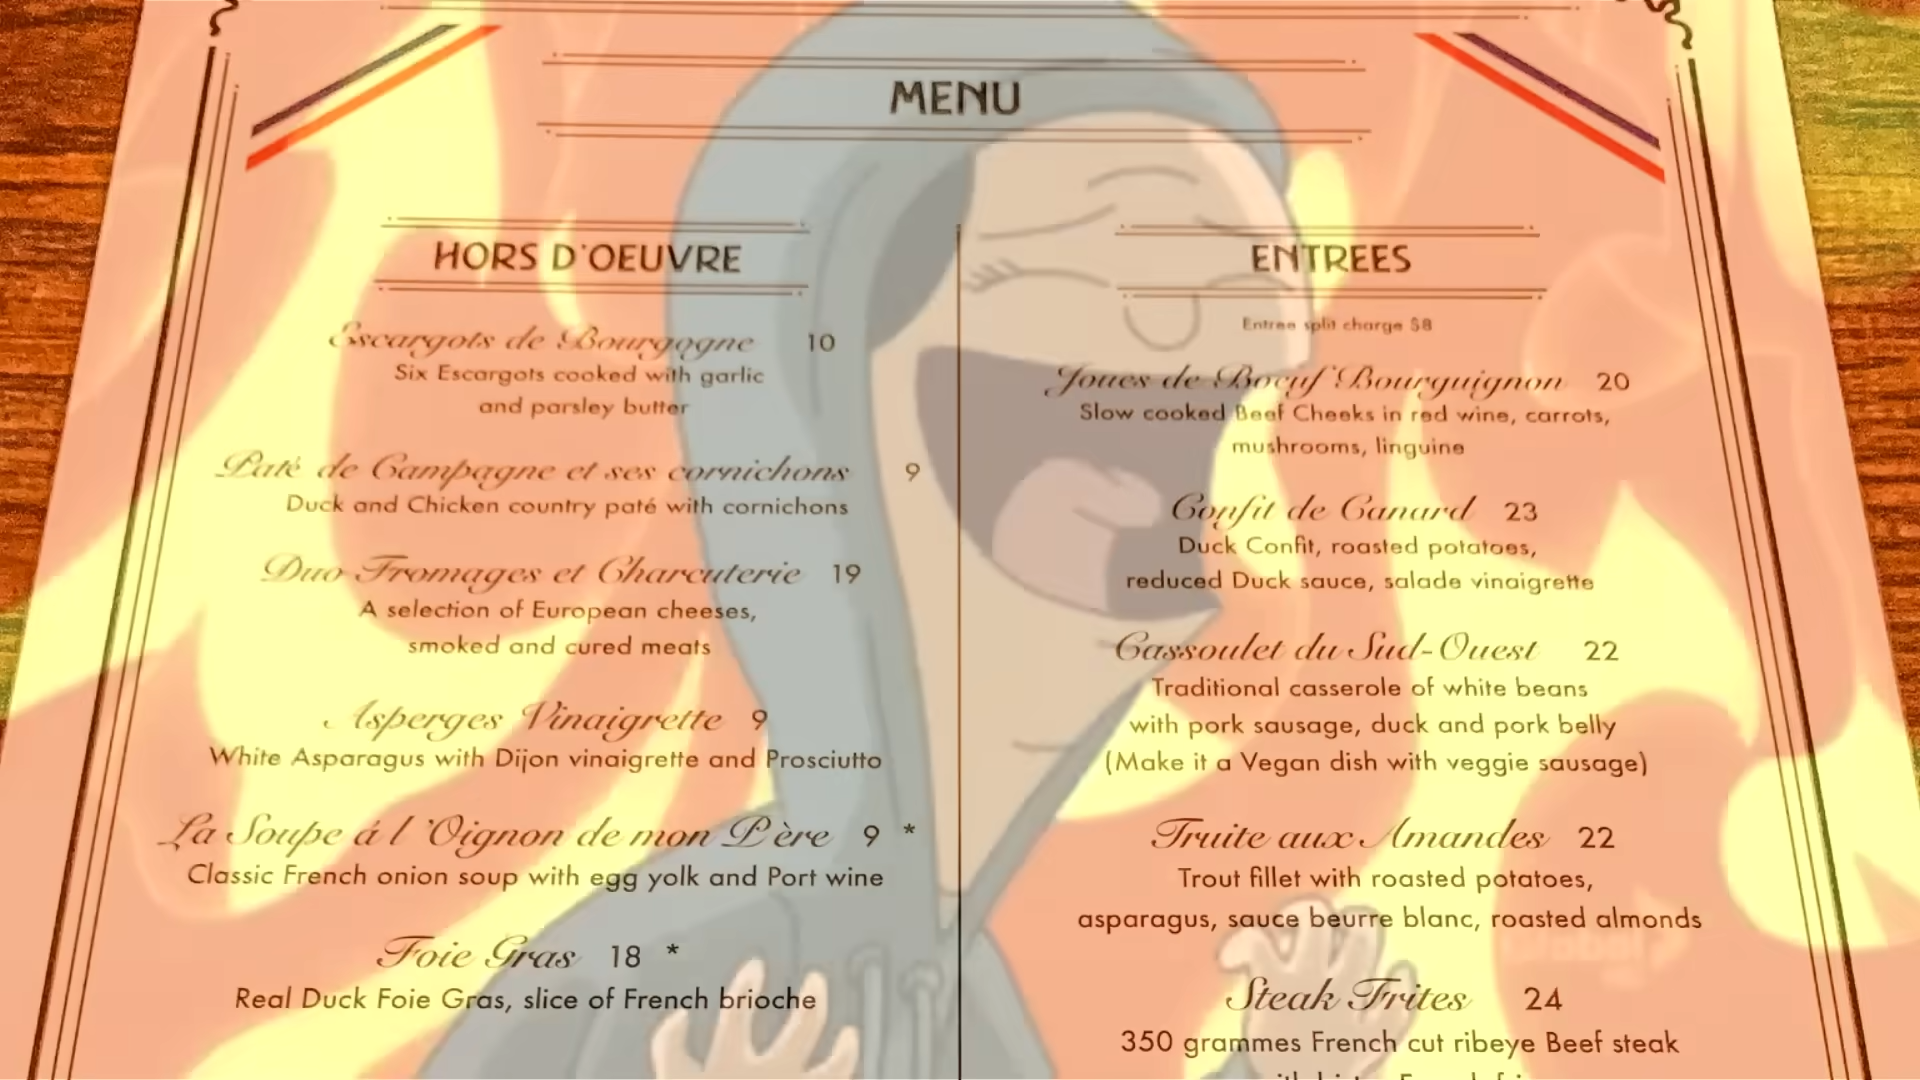 MENU
HORS D'OEUVRE
Escargots de Bourgogne 10
Six Escargots cooked with garlic
and parsley butter
Paté de Campagne et ses cornichons 9
Duck and Chicken country paté with cornichons
Duo Fromages et Charcuterie 19
A selection of European cheeses,
smoked and cured meats
Asperges Vinaigrette 9
White Asparagus with Dijon vinaigrette and Prosciutto
La Soupe á l'Oignon de mon Père 9 *
Classic French onion soup with egg yolk and Port wine
Foie Gras 18 *
Real Duck Foie Gras, slice of French brioche
ENTREES
Entree split charge $8
Joues de Boeuf Bourguignon 20
Slow cooked Beef Cheeks in red wine, carrots,
mushrooms, linguine
Confit de Canard 23
Duck Confit, roasted potatoes,
reduced Duck sauce, salade vinaigrette
Cassoulet du Sud-Ouest 22
Traditional casserole of white beans
with pork sausage, duck and pork belly
(Make it a Vegan dish with veggie sausage)
Truite aux Amandes 22
Trout fillet with roasted potatoes,
asparagus, sauce beurre blanc, roasted almonds
Steak Frites 24
350 grammes French cut ribeye Beef steak